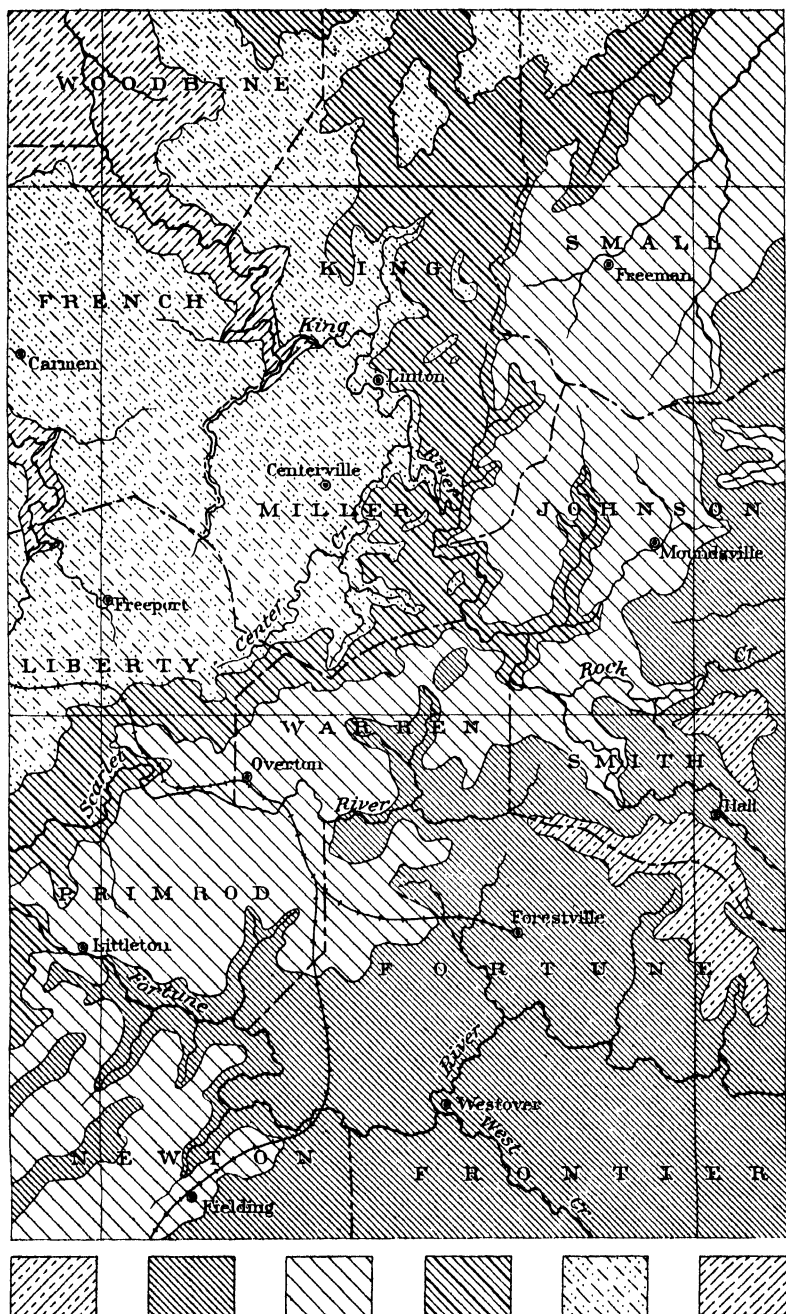 WOODBINE
SMALL
KING
Freeman
FRENCH
King
Carmen
Linton
River
Centerville
MILLER
JOHNSON
Cr
Moundsville
Freeport
Center
LIBERTY
Rock
Cr
WARREN
Scarlet
Overton
SMITH
River
Hall
PRIMROD
Forestville
Littleton
FORTUNE
Fortune
River
Westover
West
NEWTON
FRONTIER
Fielding
Cr